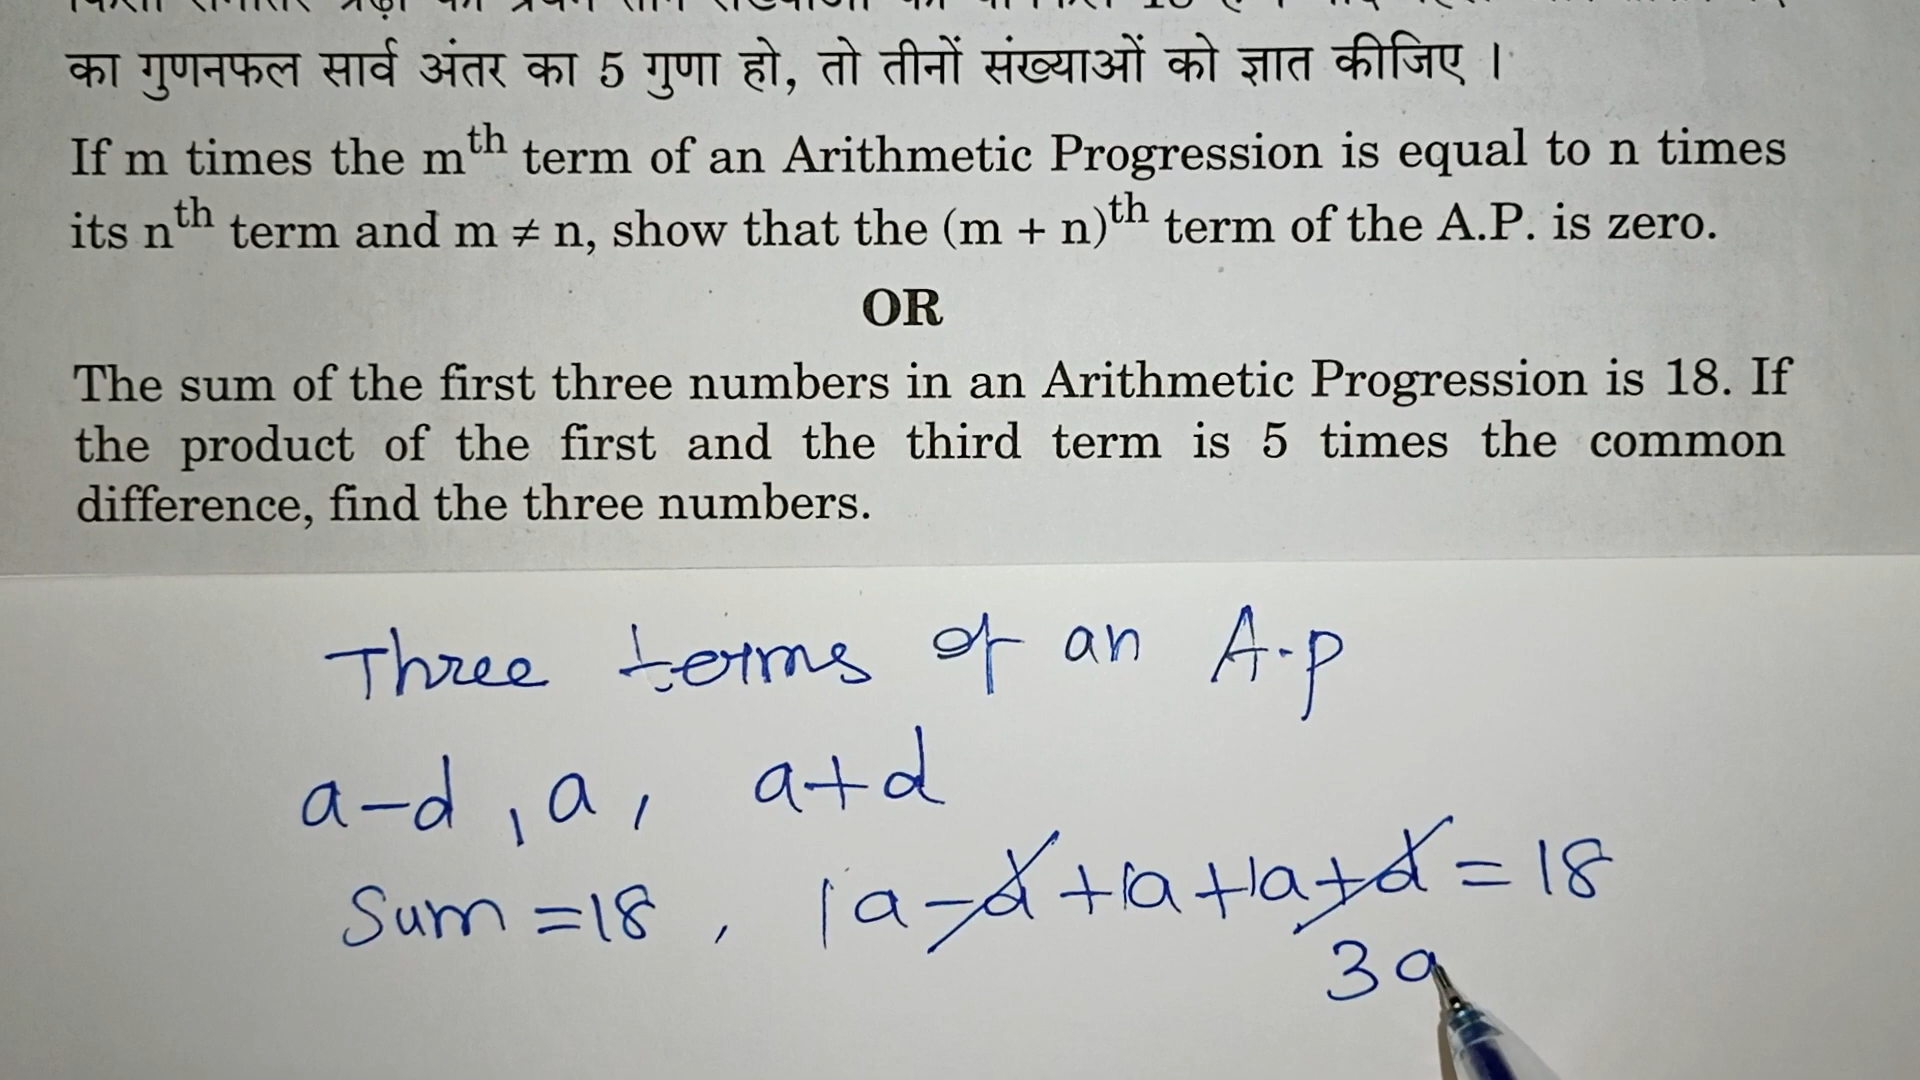 का गुणनफल सार्व अंतर का 5 गुणा हो, तो तीनों संख्याओं को ज्ञात कीजिए ।
If m times the mth term of an Arithmetic Progression is equal to n times
its nth term and m ≠ n, show that the (m + n)th term of the A.P. is zero.
OR
The sum of the first three numbers in an Arithmetic Progression is 18. If
the product of the first and the third term is 5 times the common
difference, find the three numbers.
Three terms of an A.p
a-d, a, a+d
Sum = 18, 1a-d+1a+1a+d = 18
3a